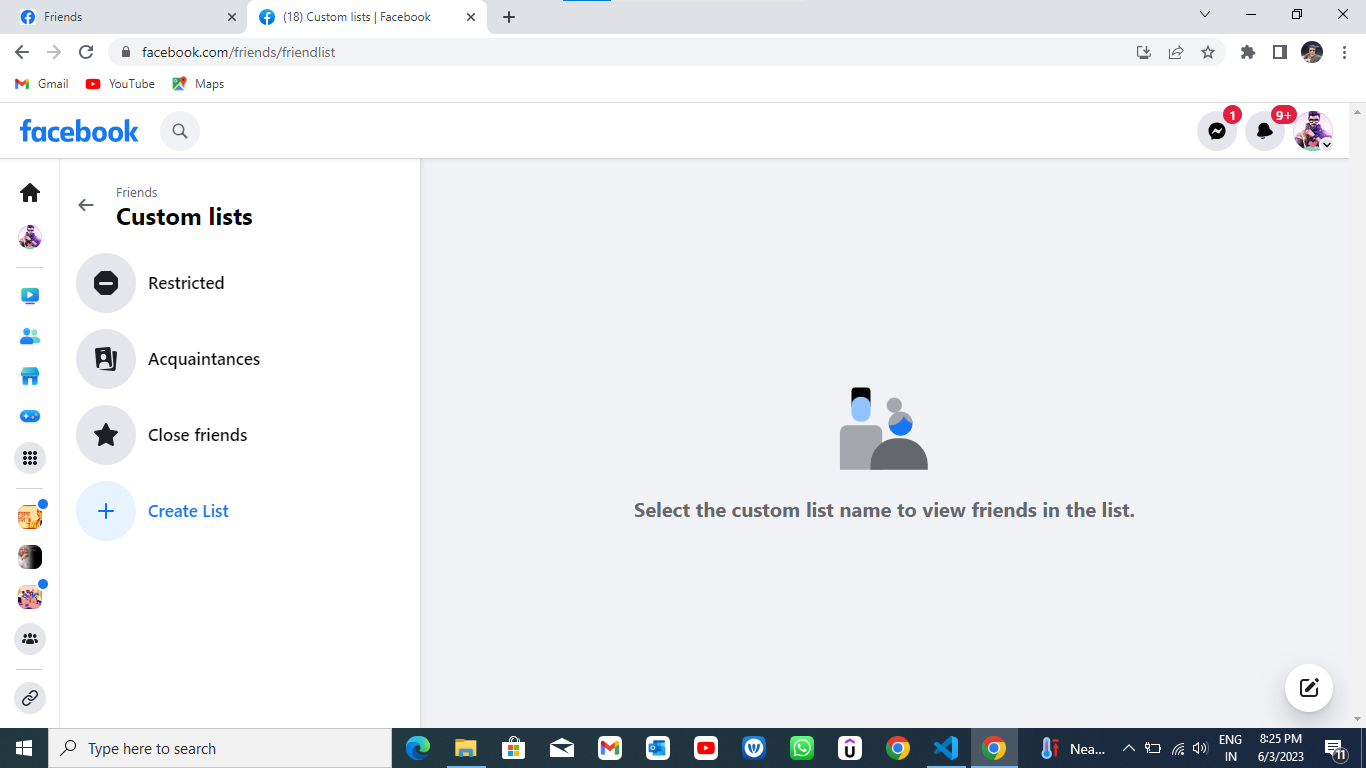 Friends
(18) Custom lists | Facebook
facebook.com/friends/friendlist
Gmail
YouTube
Maps
facebook
1
9+
Friends
Custom lists
Restricted
Acquaintances
Close friends
Create List
Select the custom list name to view friends in the list.
Type here to search
Nea...
ENG
IN
8:25 PM
6/3/2023
11